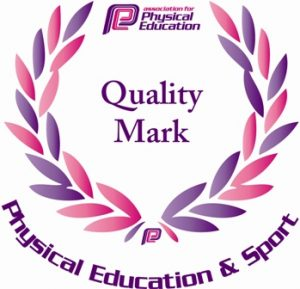 association for
Physical
Education
Quality
Mark
Physical Education & Sport